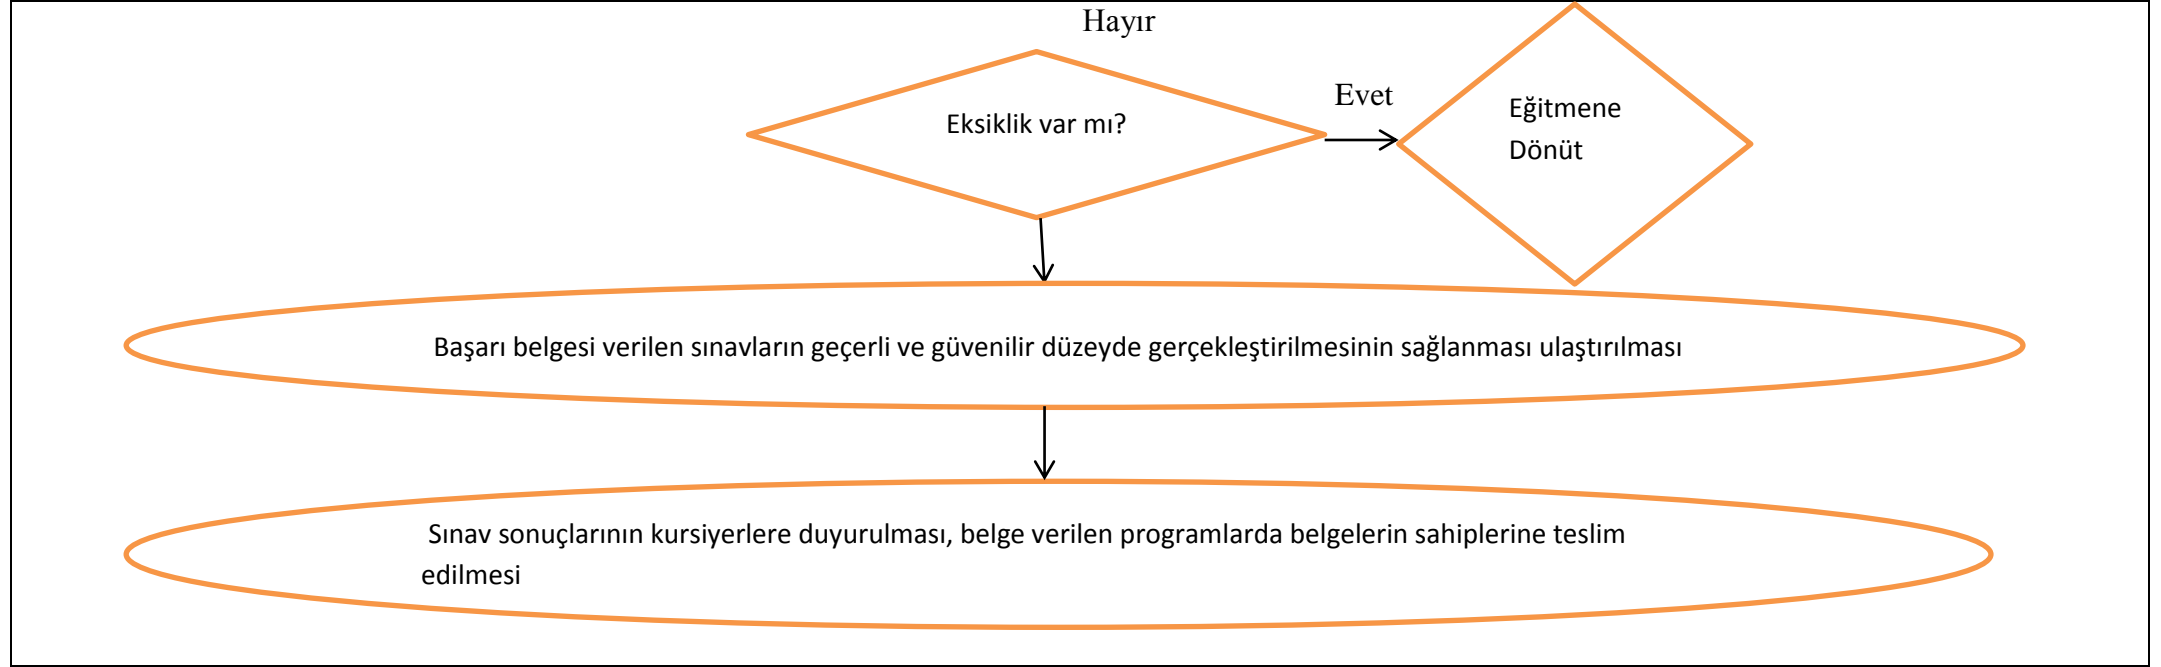 Hayır
Eksiklik var mı?
Evet
Eğitmene
Dönüt
Başarı belgesi verilen sınavların geçerli ve güvenilir düzeyde gerçekleştirilmesinin sağlanması ulaştırılması
Sınav sonuçlarının kursiyerlere duyurulması, belge verilen programlarda belgelerin sahiplerine teslim
edilmesi